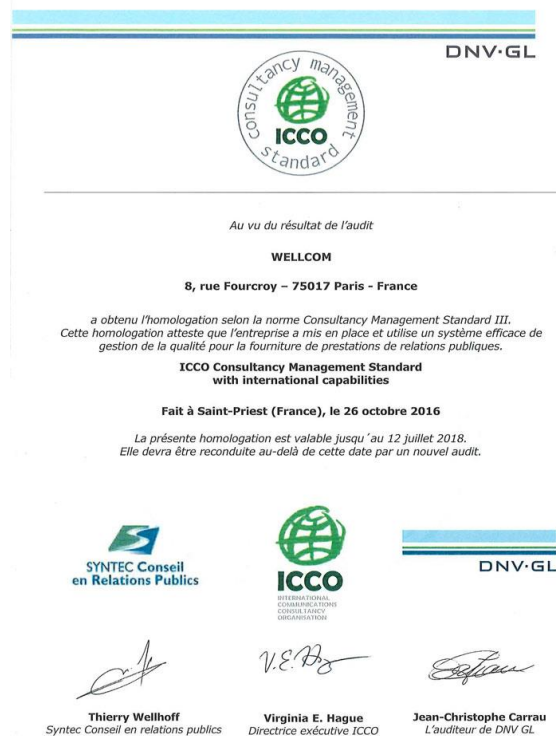 DNV·GL
consultancy management
ICCO
standard
Au vu du résultat de l'audit
WELLCOM
8, rue Fourcroy – 75017 Paris - France
a obtenu l'homologation selon la norme Consultancy Management Standard III.
Cette homologation atteste que l'entreprise a mis en place et utilise un système efficace de
gestion de la qualité pour la fourniture de prestations de relations publiques.
ICCO Consultancy Management Standard
with international capabilities
Fait à Saint-Priest (France), le 26 octobre 2016
La présente homologation est valable jusqu´au 12 juillet 2018.
Elle devra être reconduite au-delà de cette date par un nouvel audit.
SYNTEC Conseil
en Relations Publics
ICCO
INTERNATIONAL
COMMUNICATIONS
CONSULTANCY
ORGANISATION
DNV·GL
V.E.
Thierry Wellhoff
Syntec Conseil en relations publics
Virginia E. Hague
Directrice exécutive ICCO
Jean-Christophe Carrau
L'auditeur de DNV GL